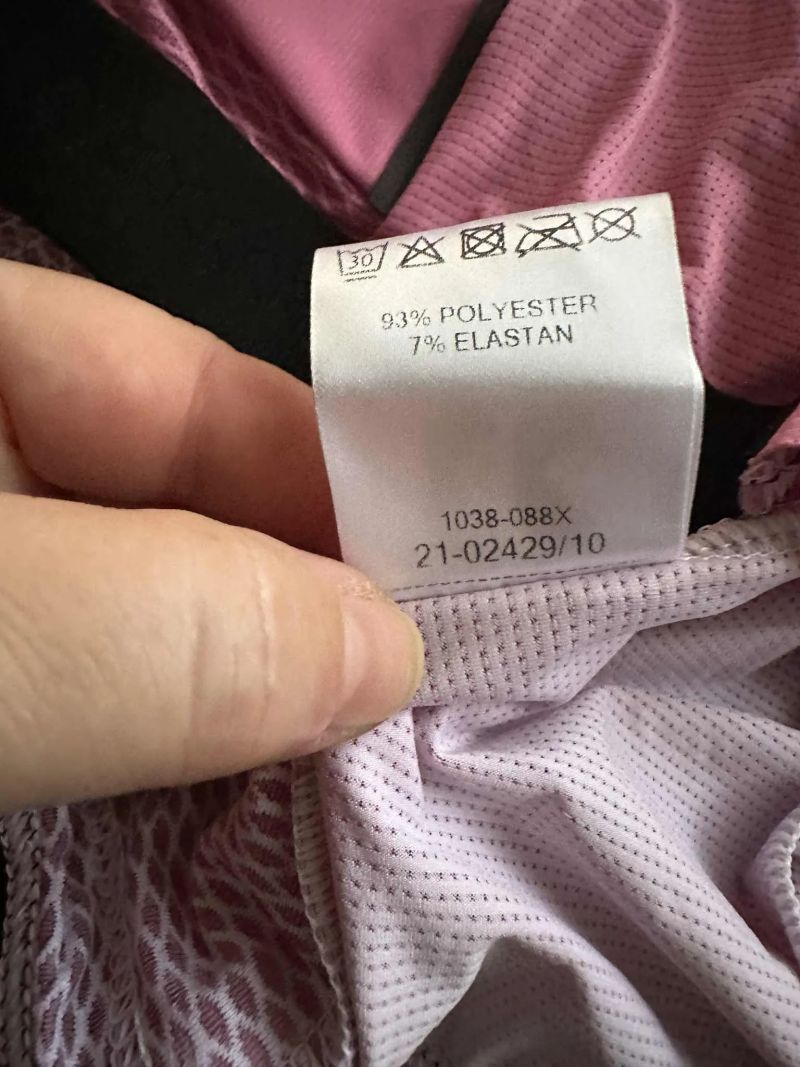 30
93% POLYESTER
7% ELASTAN
1038-088X
21-02429/10